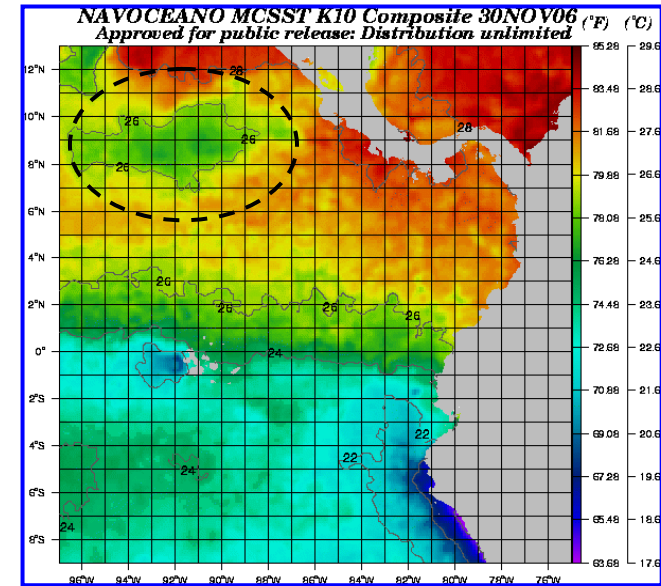 NAVOCEANO MCSST K10 Composite 30NOV06
Approved for public release: Distribution unlimited
(°F) (°C)
95.28 29.6
12°N 28
83.48 28.6
10°N 26 28
81.68 27.6
8°N 26 26
79.88 26.6
6°N
78.08 25.6
4°N
76.28 24.6
26
2°N 26 26 26
74.48 23.6
0° 24
72.68 22.6
2°S
70.88 21.6
4°S 22
69.08 20.6
24 22
6°S
67.28 19.6
24
65.48 18.6
8°S
63.68 17.6
96°W 94°W 92°W 90°W 88°W 86°W 84°W 82°W 80°W 78°W 76°W